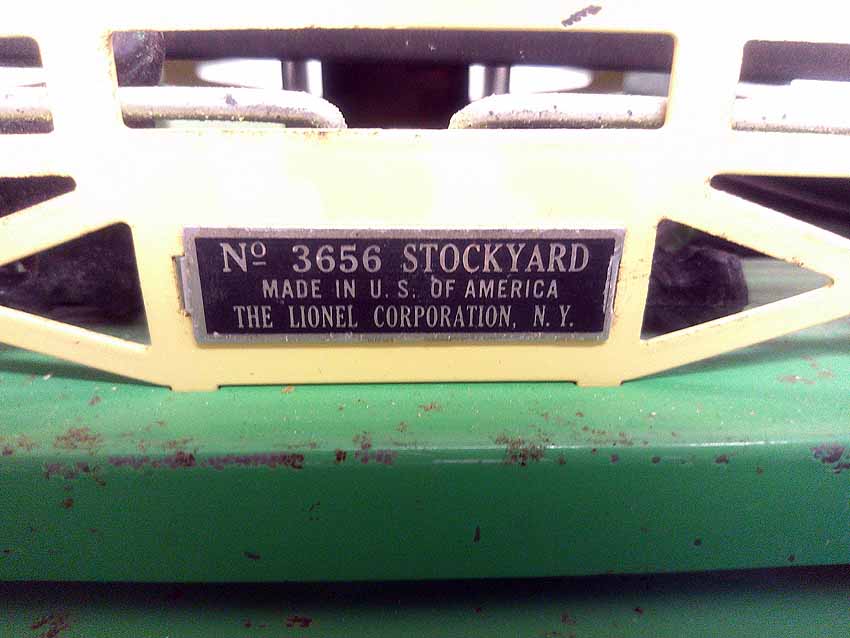 Nº 3656 STOCKYARD
MADE IN U.S. OF AMERICA
THE LIONEL CORPORATION, N.Y.